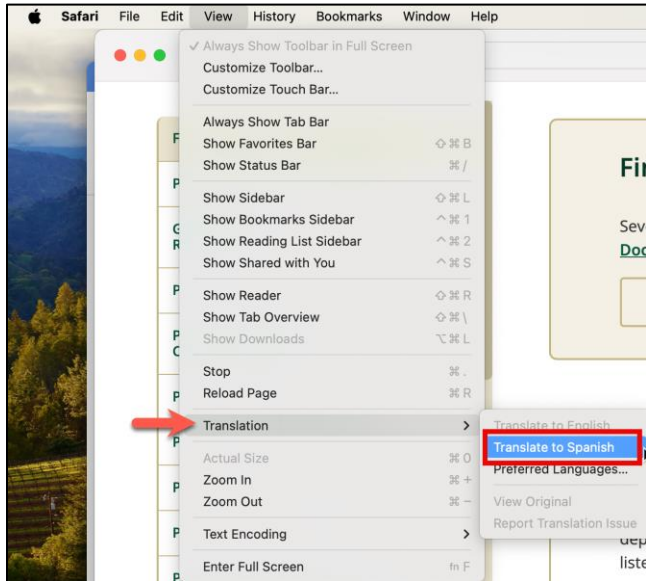 Safari File Edit View History Bookmarks Window Help
✓ Always Show Toolbar in Full Screen
Customize Toolbar...
Customize Touch Bar...
Always Show Tab Bar
Show Favorites Bar ⇧⌘B
Show Status Bar ⌘/
Show Sidebar ⇧⌘L
Show Bookmarks Sidebar ^⌘1
Show Reading List Sidebar ^⌘2
Show Shared with You ^⌘S
Show Reader ⇧⌘R
Show Tab Overview ⇧⌘\
Show Downloads ⌥⌘L
Stop ⌘.
Reload Page ⌘R
Translation >
Translate to English
Translate to Spanish
Preferred Languages...
View Original
Report Translation Issue
Actual Size ⌘0
Zoom In ⌘+
Zoom Out ⌘−
Text Encoding >
Enter Full Screen fn F